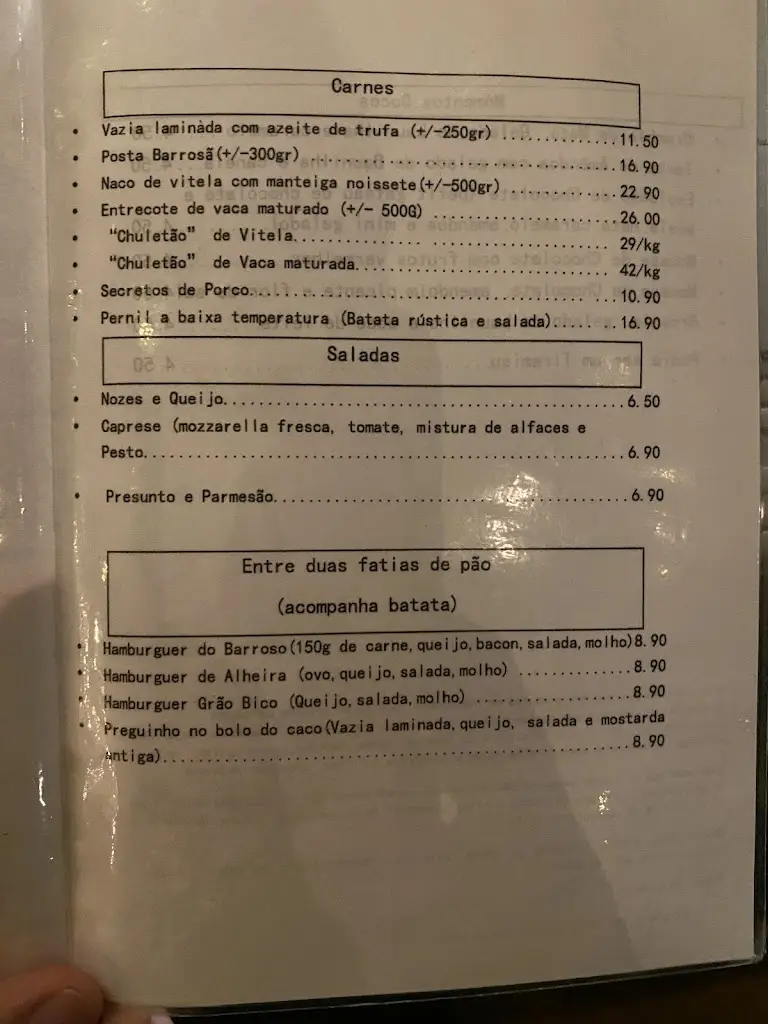 Carnes
• Vazia laminada com azeite de trufa (+/-250gr) ............. 11.50
• Posta Barrosã(+/-300gr) ..................................... 16.90
• Naco de vitela com manteiga noissete(+/-500gr) ............ 22.90
• Entrecote de vaca maturado (+/- 500G) ..................... 26.00
• “Chuletão” de Vitela............... 29/kg
• “Chuletão” de Vaca maturada............................... 42/kg
• Secretos de Porco............................................ 10.90
• Pernil a baixa temperatura (Batata rústica e salada)..... ..16.90
Saladas
• Nozes e Queijo................................................6.50
• Caprese (mozzarella fresca, tomate, mistura de alfaces e
Pesto...........................................................6.90
• Presunto e Parmesão...........................................6.90
Entre duas fatias de pão
(acompanha batata)
• Hamburguer do Barroso(150g de carne,queijo,bacon,salada,molho)8.90
• Hamburguer de Alheira (ovo,queijo,salada,molho) ..............8.90
• Hamburguer Grão Bico (Queijo,salada,molho) ...................8.90
• Preguinho no bolo do caco(Vazia laminada,queijo, salada e mostarda
antiga).........................................................8.90